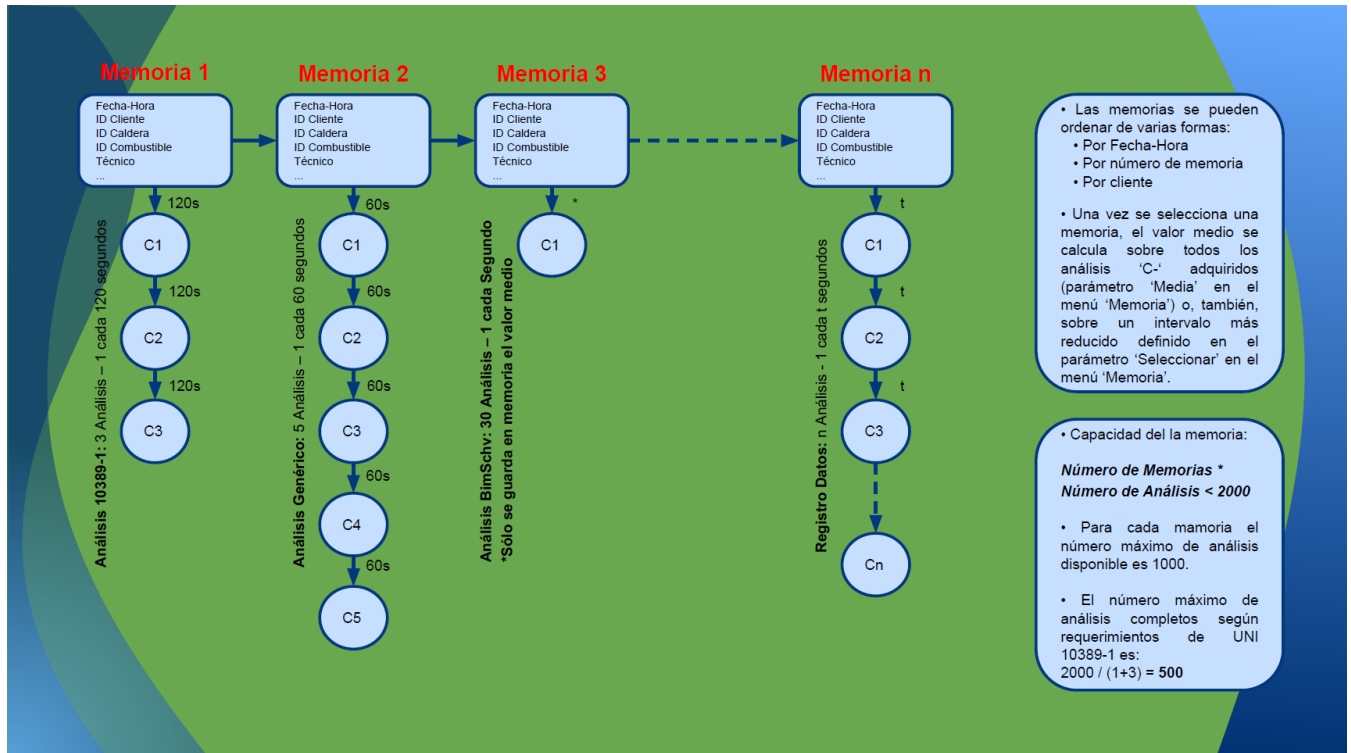 Memoria 1
Fecha-Hora
ID Cliente
ID Caldera
ID Combustible
Técnico
...
120s
C1
120s
C2
120s
C3
Análisis 10389-1: 3 Análisis – 1 cada 120 segundos
Memoria 2
Fecha-Hora
ID Cliente
ID Caldera
ID Combustible
Técnico
...
60s
C1
60s
C2
60s
C3
60s
C4
60s
C5
Análisis Genérico: 5 Análisis – 1 cada 60 segundos
Memoria 3
Fecha-Hora
ID Cliente
ID Caldera
ID Combustible
Técnico
...
*
C1
Análisis BimSchv: 30 Análisis – 1 cada Segundo
*Sólo se guarda en memoria el valor medio
Memoria n
Fecha-Hora
ID Cliente
ID Caldera
ID Combustible
Técnico
...
t
C1
t
C2
t
C3
Cn
Registro Datos: n Análisis - 1 cada t segundos
• Las memorias se pueden
ordenar de varias formas:
• Por Fecha-Hora
• Por número de memoria
• Por cliente
• Una vez se selecciona una
memoria, el valor medio se
calcula sobre todos los
análisis ‘C-‘ adquiridos
(parámetro ‘Media’ en el
menú ‘Memoria’) o, también,
sobre un intervalo más
reducido definido en el
parámetro ‘Seleccionar’ en el
menú ‘Memoria’.
• Capacidad del la memoria:
Número de Memorias *
Número de Análisis < 2000
• Para cada mamoria el
número máximo de análisis
disponible es 1000.
• El número máximo de
análisis completos según
requerimientos de UNI
10389-1 es:
2000 / (1+3) = 500